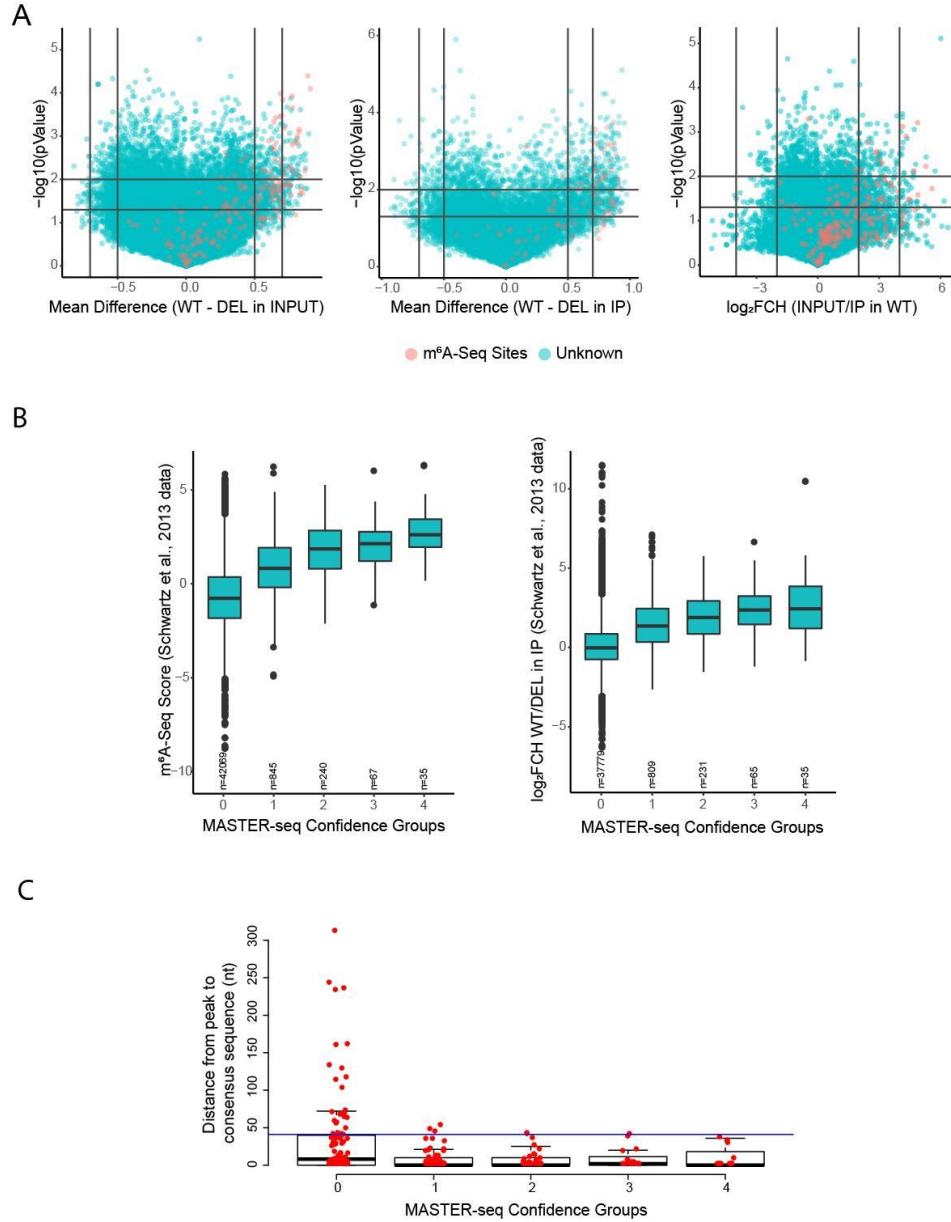 A
−log10(pValue)
5
4
3
2
1
0
−0.5
0.0
0.5
Mean Difference (WT - DEL in INPUT)
−log10(pValue)
6
4
2
0
−1.0
−0.5
0.0
0.5
1.0
Mean Difference (WT - DEL in IP)
−log10(pValue)
5
4
3
2
1
0
−3
0
3
6
log₂FCH (INPUT/IP in WT)
m⁶A-Seq Sites
Unknown
B
m⁶A-Seq Score (Schwartz et al., 2013 data)
5
0
−5
−10
n=42069
n=845
n=240
n=67
n=35
0
1
2
3
4
MASTER-seq Confidence Groups
log₂FCH WT/DEL in IP (Schwartz et al., 2013 data)
10
5
0
−5
n=37779
n=809
n=231
n=65
n=35
0
1
2
3
4
MASTER-seq Confidence Groups
C
Distance from peak to
consensus sequence (nt)
300
250
200
150
100
50
0
0
1
2
3
4
MASTER-seq Confidence Groups